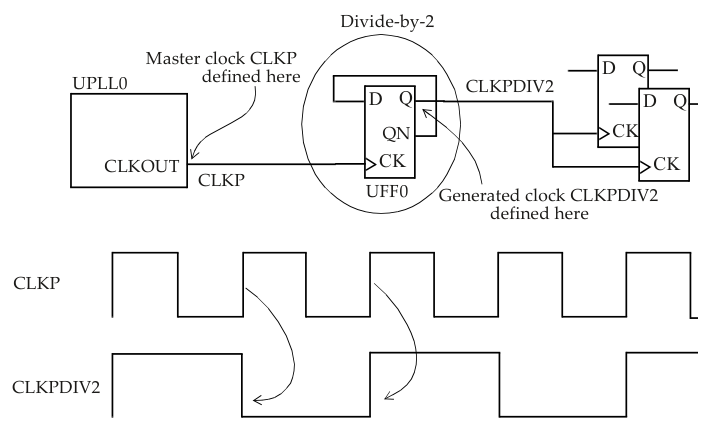 Divide-by-2
Master clock CLKP
defined here
UPLL0
CLKOUT
CLKP
D
Q
QN
CK
UFF0
CLKPDIV2
Generated clock CLKPDIV2
defined here
D
Q
CK
D
Q
CK
CLKP
CLKPDIV2